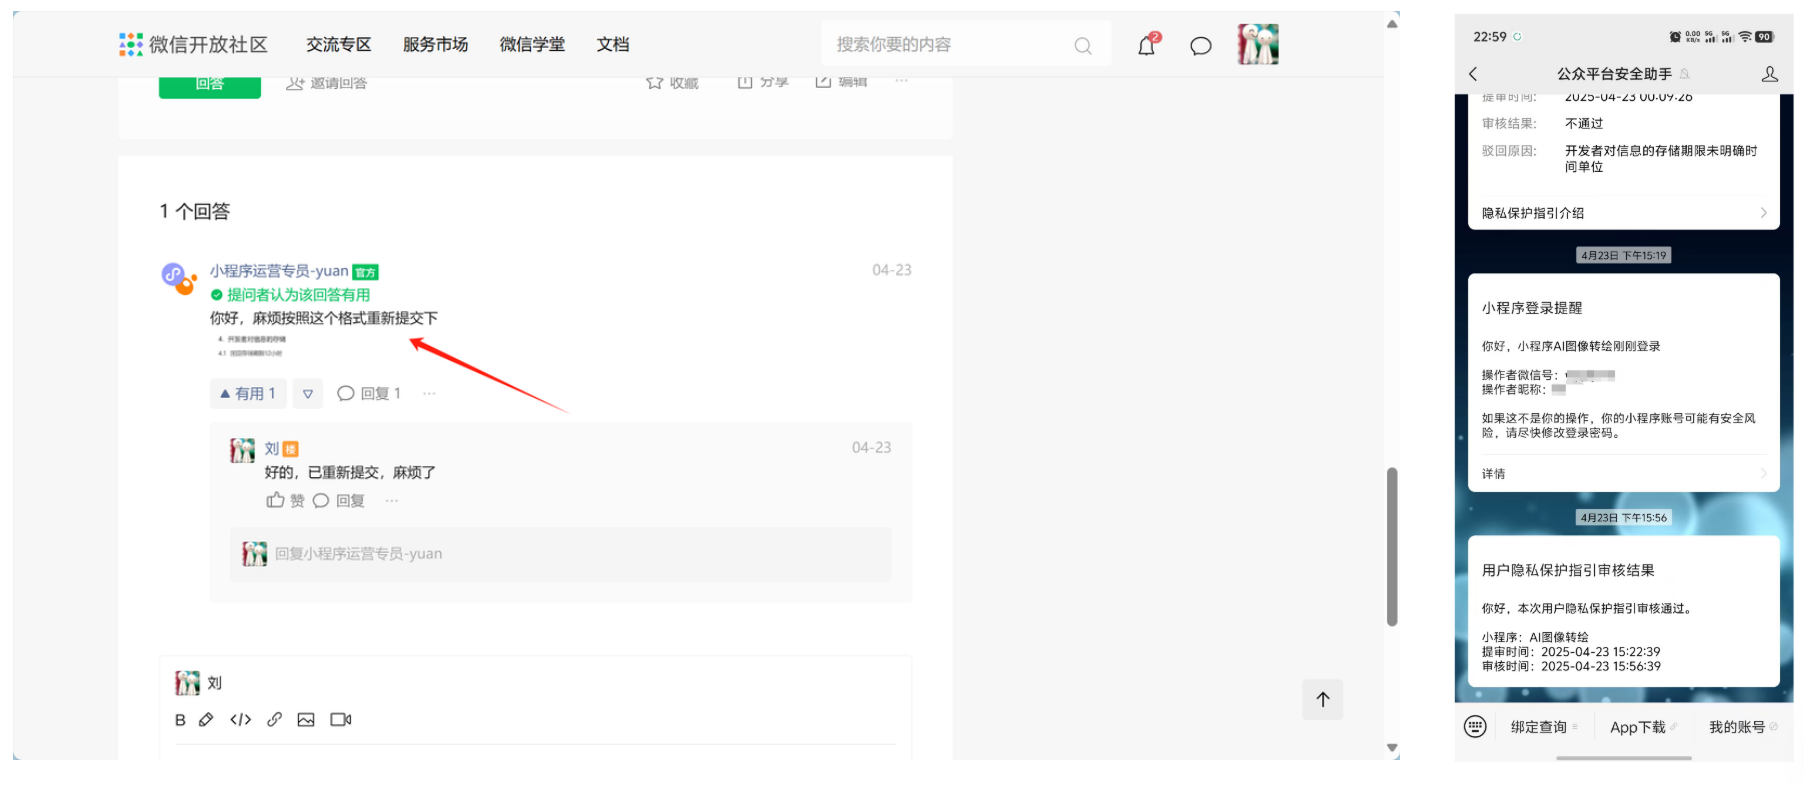 微信开放社区 交流专区 服务市场 微信学堂 文档 搜索你要的内容 2
回答 邀请回答 收藏 分享 编辑 ...
1 个回答
小程序运营专员-yuan 官方 04-23
提问者认为该回答有用
你好，麻烦按照这个格式重新提交下
4. 开发者对信息的存储
有用 1 回复 1 ...
刘 楼 04-23
好的，已重新提交，麻烦了
赞 回复 ...
回复小程序运营专员-yuan
刘
B </>
22:59 0.00 KB/s 5G 5G 90
公众平台安全助手
提审时间： 2025-04-23 00:09:26
审核结果： 不通过
驳回原因： 开发者对信息的存储期限未明确时
间单位
隐私保护指引介绍
4月23日 下午15:19
小程序登录提醒
你好，小程序AI图像转绘刚刚登录
操作者微信号：
操作者昵称：
如果这不是你的操作，你的小程序账号可能有安全风
险，请尽快修改登录密码。
详情
4月23日 下午15:56
用户隐私保护指引审核结果
你好，本次用户隐私保护指引审核通过。
小程序：AI图像转绘
提审时间：2025-04-23 15:22:39
审核时间：2025-04-23 15:56:39
绑定查询 App下载 我的账号